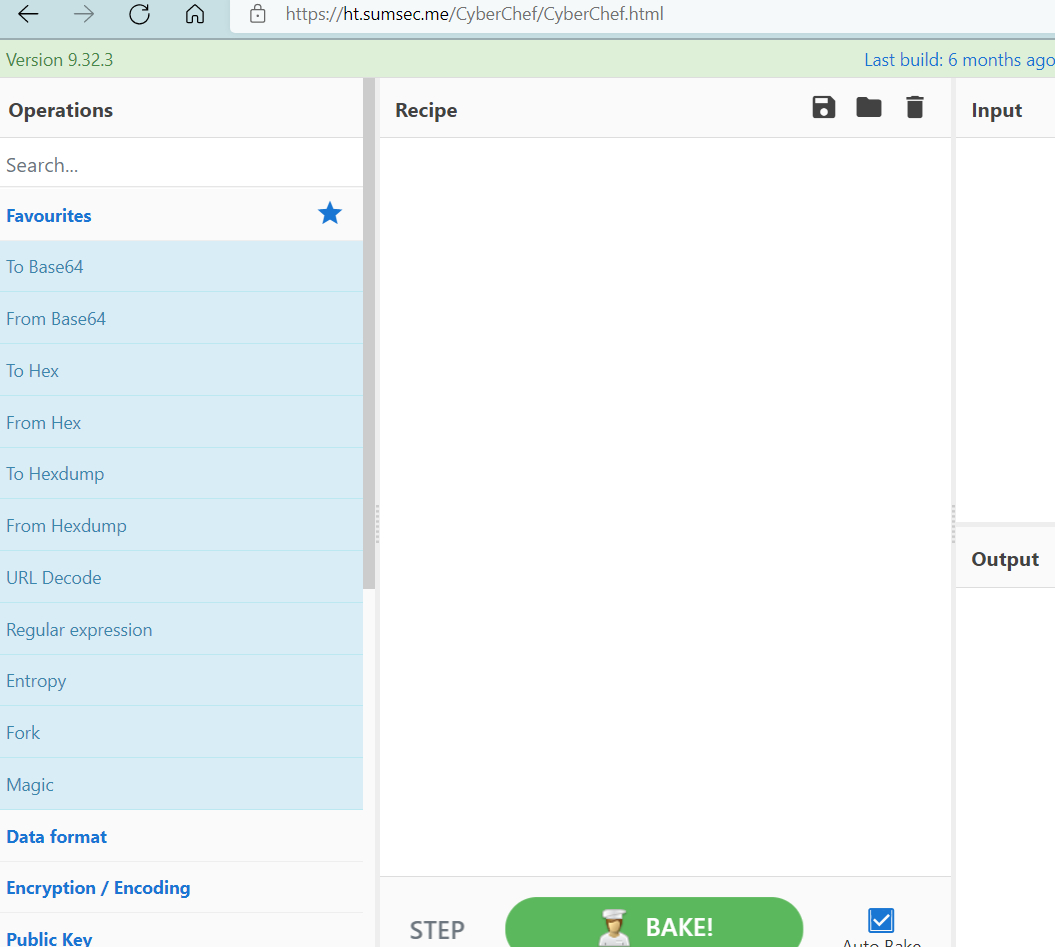 https://ht.sumsec.me/CyberChef/CyberChef.html
Version 9.32.3
Last build: 6 months ago
Operations
Recipe
Input
Search...
Favourites
To Base64
From Base64
To Hex
From Hex
To Hexdump
From Hexdump
URL Decode
Regular expression
Entropy
Fork
Magic
Data format
Encryption / Encoding
Public Key
Output
STEP
BAKE!
Auto Bake